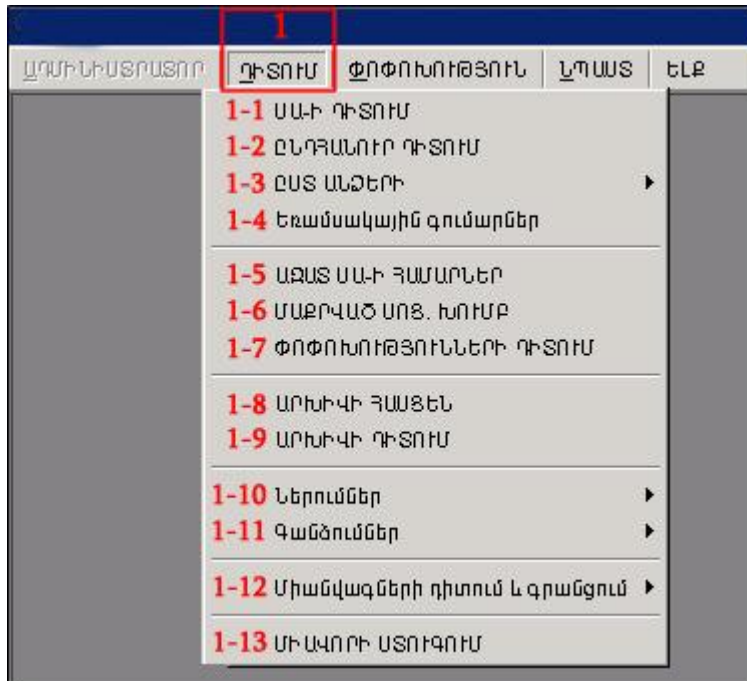 1
ԱԴՄԻՆԻՍՏՐԱՏՈՐ ԴԻՏՈՒՄ ՓՈՓՈԽՈՒԹՅՈՒՆ ՆՊԱՍՏ ԵԼՔ
1-1 ՍԱ-Ի ԴԻՏՈՒՄ
1-2 ԸՆԴՀԱՆՈՒՐ ԴԻՏՈՒՄ
1-3 ԸՍՏ ԱՆՁԵՐԻ
1-4 Եռամսակային գումարներ
1-5 ԱԶԱՏ ՍԱ-Ի ՀԱՄԱՐՆԵՐ
1-6 ՄԱՔՐՎԱԾ ՍՈՑ. ԽՈՒՄԲ
1-7 ՓՈՓՈԽՈՒԹՅՈՒՆՆԵՐԻ ԴԻՏՈՒՄ
1-8 ԱՐԽԻՎԻ ՀԱՍՑԵՆ
1-9 ԱՐԽԻՎԻ ԴԻՏՈՒՄ
1-10 Ներումներ
1-11 Գանձումներ
1-12 Միանվագների դիտում և գրանցում
1-13 ՄԻԱՎՈՐԻ ՍՏՈՒԳՈՒՄ